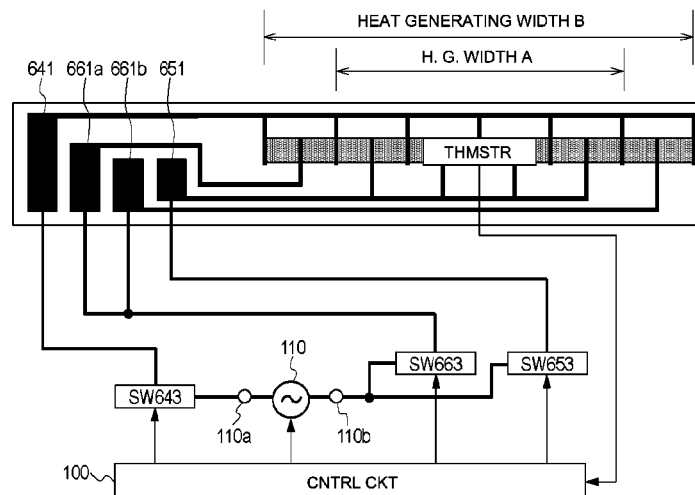 HEAT GENERATING WIDTH B
H. G. WIDTH A
641 661a 661b 651
THMSTR
110
SW663 SW653
SW643
110a 110b
100
CNTRL CKT